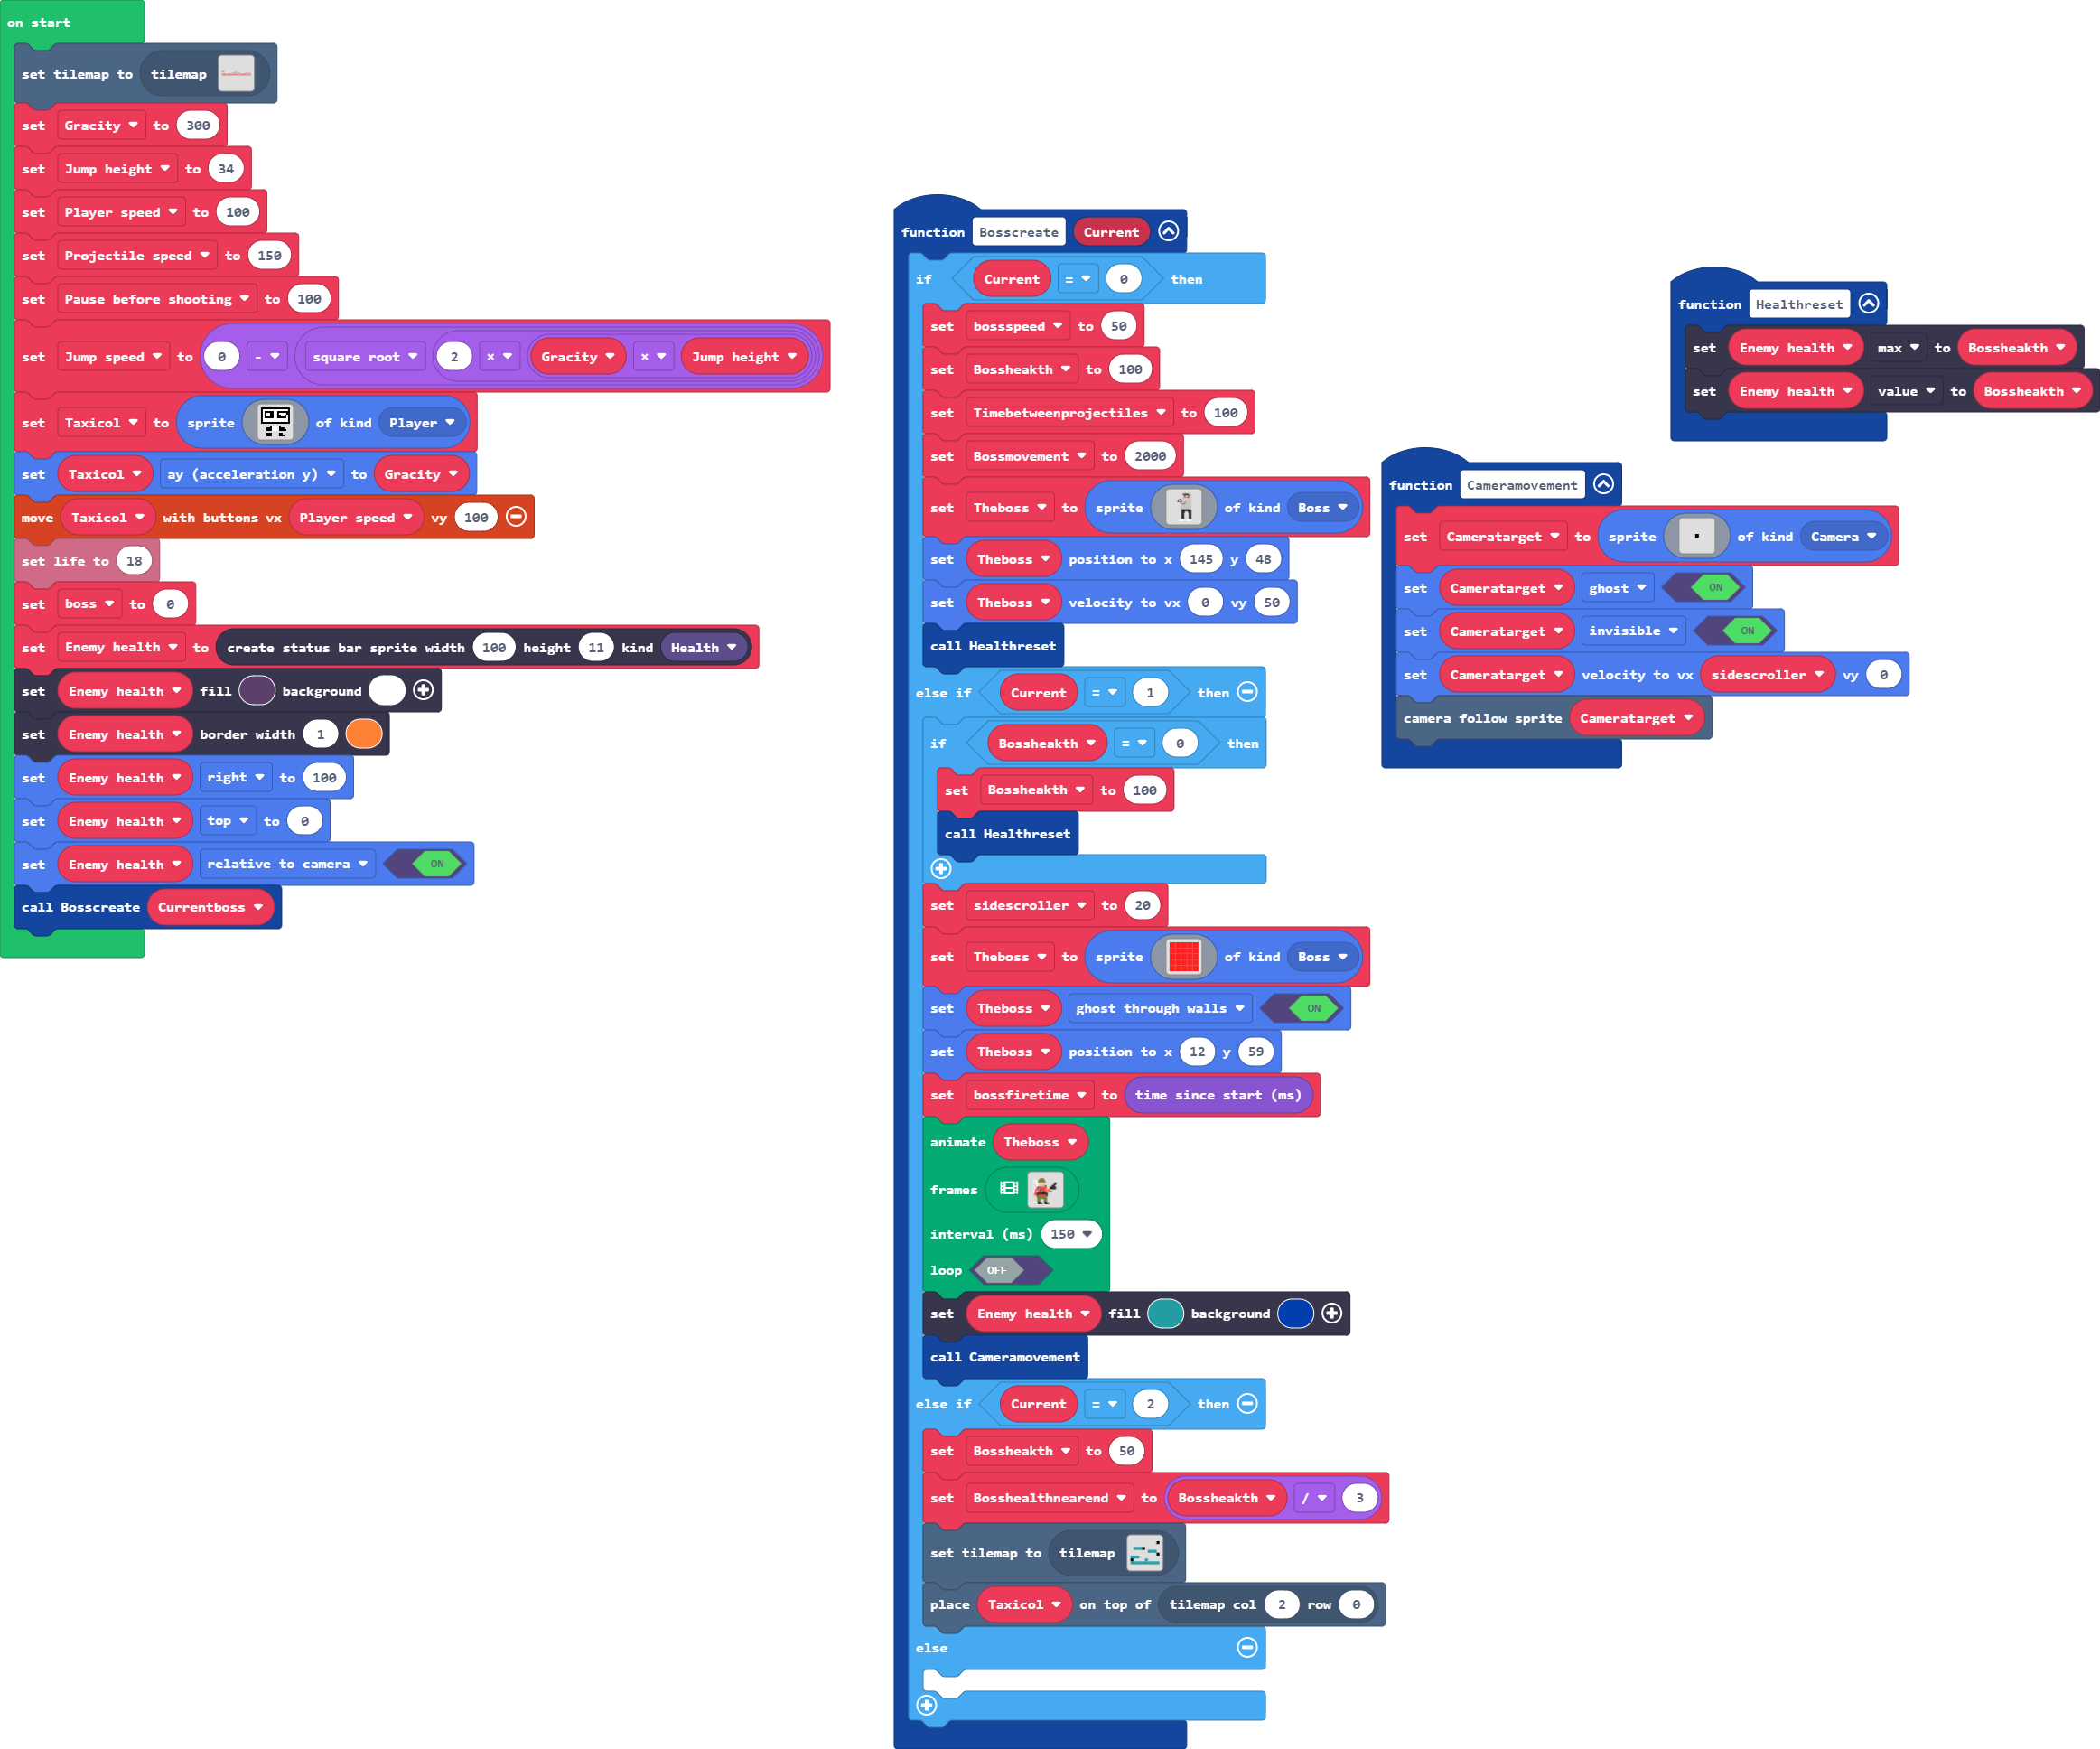 on start
set tilemap to tilemap
set Gracity to 300
set Jump height to 34
set Player speed to 100
set Projectile speed to 150
set Pause before shooting to 100
set Jump speed to 0 - square root 2 × Gracity × Jump height
set Taxicol to sprite of kind Player
set Taxicol ay (acceleration y) to Gracity
move Taxicol with buttons vx Player speed vy 100
set life to 18
set boss to 0
set Enemy health to create status bar sprite width 100 height 11 kind Health
set Enemy health fill background
set Enemy health border width 1
set Enemy health right to 100
set Enemy health top to 0
set Enemy health relative to camera ON
call Bosscreate Currentboss
function Bosscreate Current
if Current = 0 then
set bossspeed to 50
set Bossheakth to 100
set Timebetweenprojectiles to 100
set Bossmovement to 2000
set Theboss to sprite of kind Boss
set Theboss position to x 145 y 48
set Theboss velocity to vx 0 vy 50
call Healthreset
else if Current = 1 then
if Bossheakth = 0 then
set Bossheakth to 100
call Healthreset
set sidescroller to 20
set Theboss to sprite of kind Boss
set Theboss ghost through walls ON
set Theboss position to x 12 y 59
set bossfiretime to time since start (ms)
animate Theboss
frames
interval (ms) 150
loop OFF
set Enemy health fill background
call Cameramovement
else if Current = 2 then
set Bossheakth to 50
set Bosshealthnearend to Bossheakth / 3
set tilemap to tilemap
place Taxicol on top of tilemap col 2 row 0
else
function Cameramovement
set Cameratarget to sprite of kind Camera
set Cameratarget ghost ON
set Cameratarget invisible ON
set Cameratarget velocity to vx sidescroller vy 0
camera follow sprite Cameratarget
function Healthreset
set Enemy health max to Bossheakth
set Enemy health value to Bossheakth